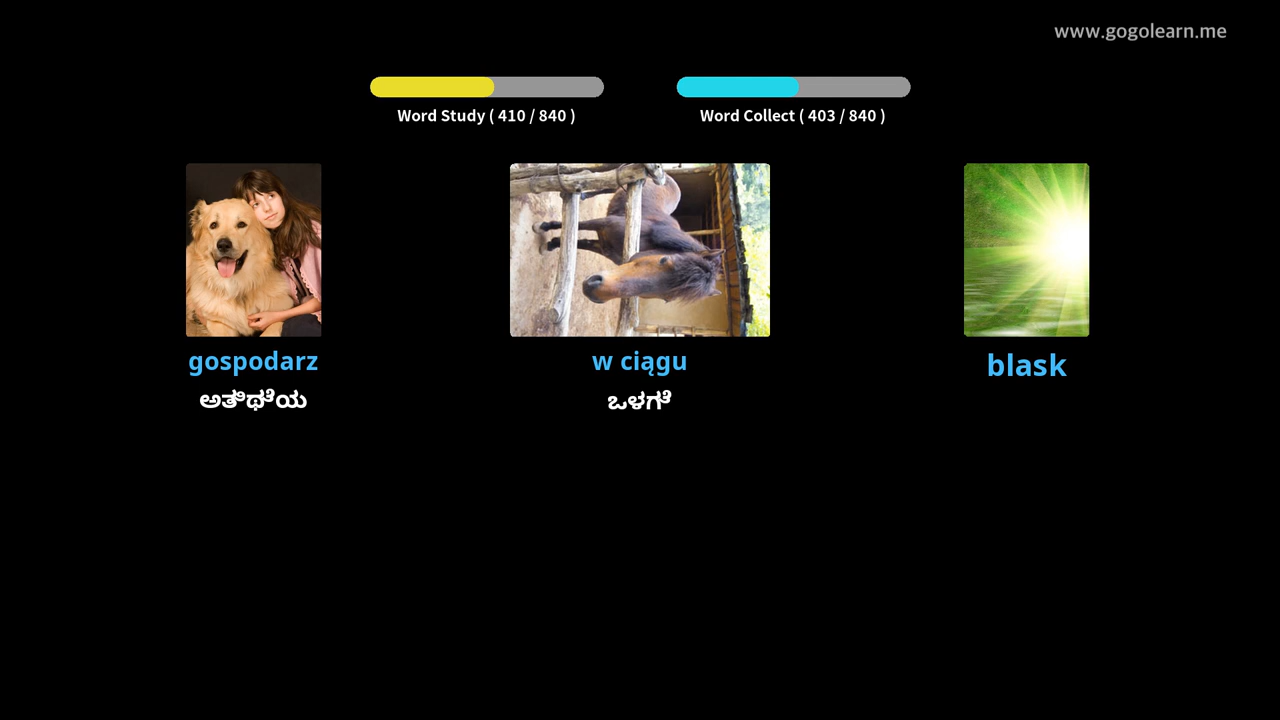 www.gogolearn.me
Word Study ( 410 / 840 )
Word Collect ( 403 / 840 )
gospodarz
w ciągu
blask
ಅತಿಥೇಯ
ಒಳಗೆ